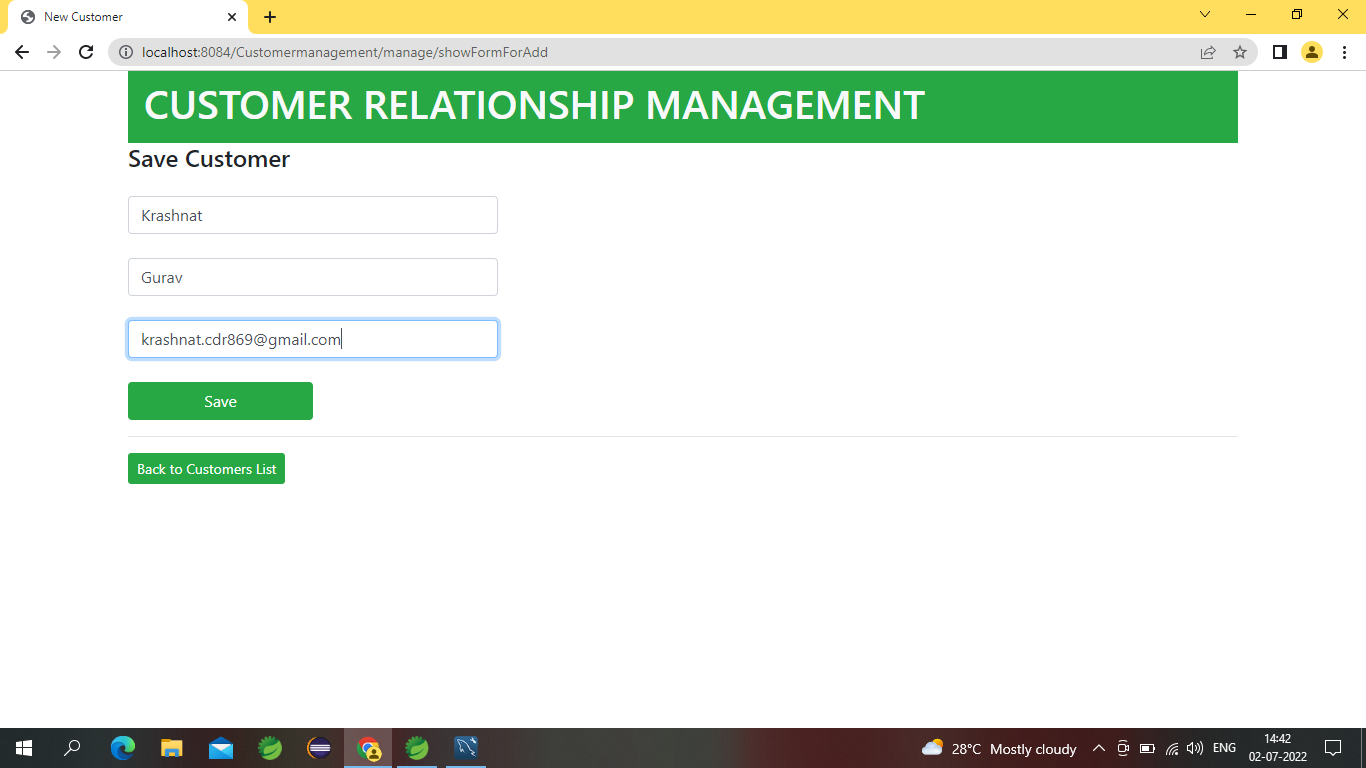 New Customer
localhost:8084/Customermanagement/manage/showFormForAdd
CUSTOMER RELATIONSHIP MANAGEMENT
Save Customer
Krashnat
Gurav
krashnat.cdr869@gmail.com
Save
Back to Customers List
28°C Mostly cloudy
ENG
14:42
02-07-2022